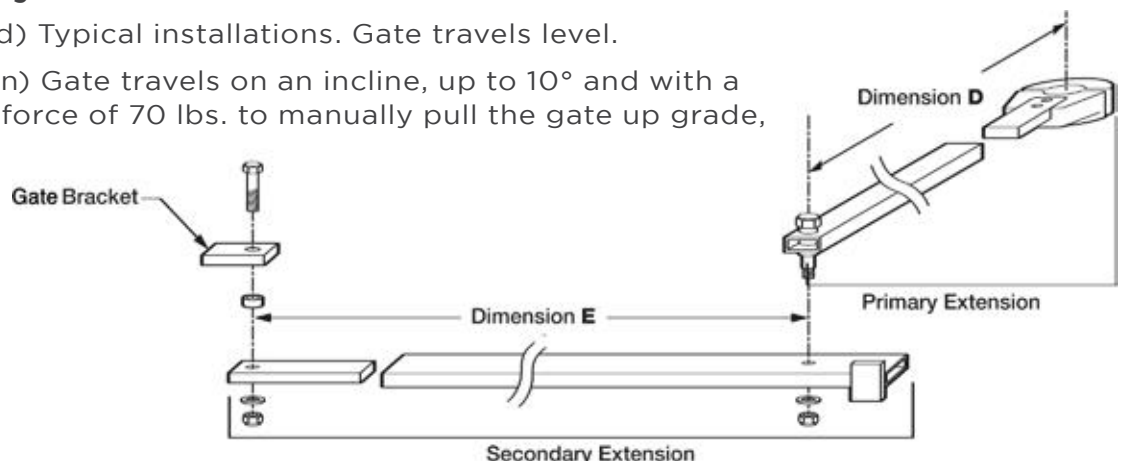 d) Typical installations. Gate travels level.
n) Gate travels on an incline, up to 10° and with a
force of 70 lbs. to manually pull the gate up grade,
Dimension D
Gate Bracket
Dimension E
Primary Extension
Secondary Extension